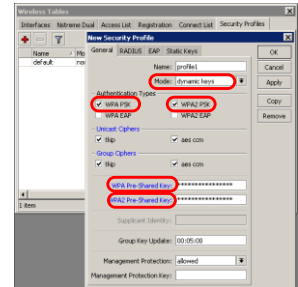 Wireless Tables
Interfaces Nstreme Dual Access List Registration Connect List Security Profiles
Name Mo
default
New Security Profile
General RADIUS EAP Static Keys
Name: profile1
Mode: dynamic keys
Authentication Types
WPA PSK WPA2 PSK
WPA EAP WPA2 EAP
Unicast Ciphers
tkip aes ccm
Group Ciphers
tkip aes ccm
WPA Pre-Shared Key: ****************
WPA2 Pre-Shared Key: ****************
Supplicant Identity:
Group Key Update: 00:05:00
Management Protection: allowed
Management Protection Key:
OK
Cancel
Apply
Copy
Remove
1 item